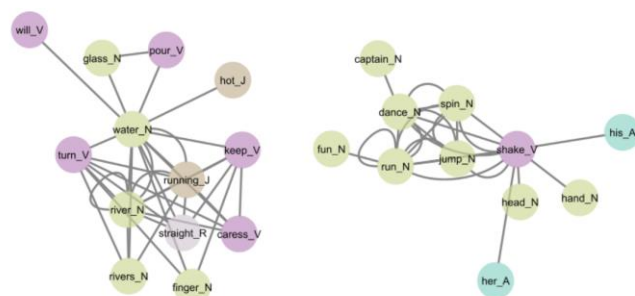 will_V
glass_N
pour_V
hot_J
water_N
turn_V
keep_V
running_J
river_N
straight_R
caress_V
rivers_N
finger_N
captain_N
dance_N
spin_N
his_A
shake_V
fun_N
run_N
jump_N
head_N
hand_N
her_A